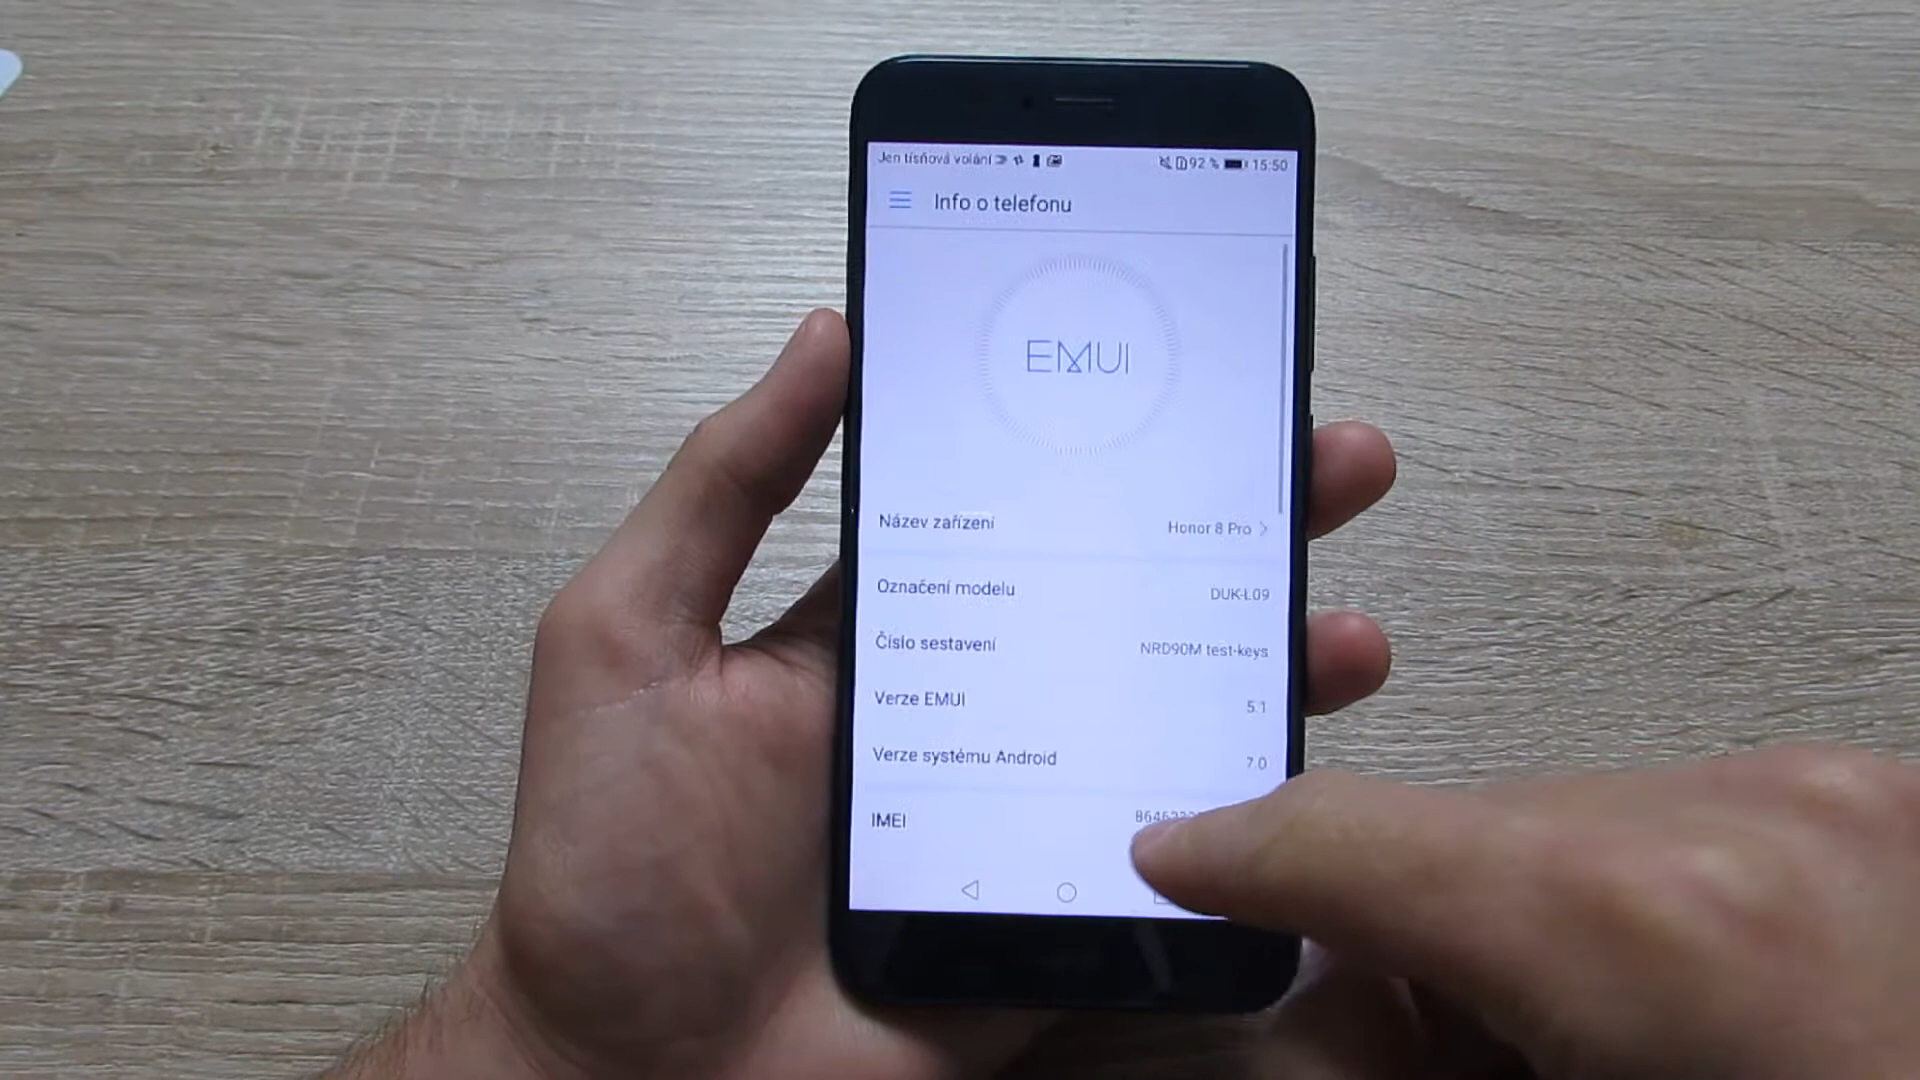 Jen tísňová volání 92 % 15:50
Info o telefonu
EMUI
Název zařízení Honor 8 Pro
Označení modelu DUK-L09
Číslo sestavení NRD90M test-keys
Verze EMUI 5.1
Verze systému Android 7.0
IMEI